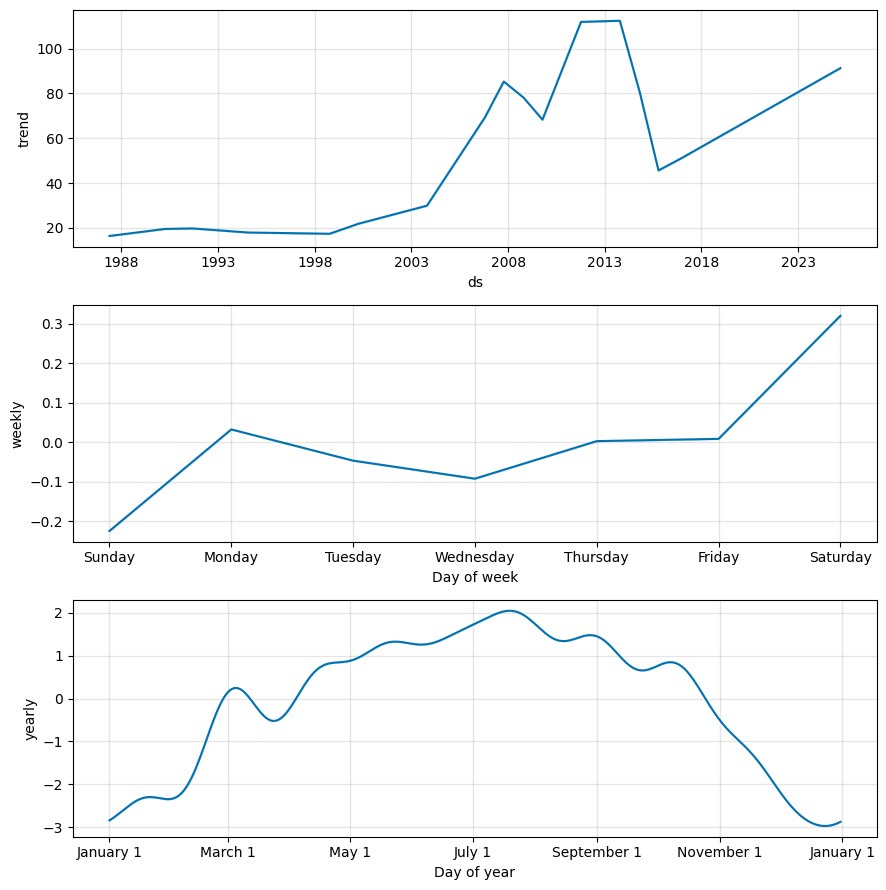 100
80
60
40
20
trend
1988 1993 1998 2003 2008 2013 2018 2023
ds
0.3
0.2
0.1
0.0
−0.1
−0.2
weekly
Sunday Monday Tuesday Wednesday Thursday Friday Saturday
Day of week
2
1
0
−1
−2
−3
yearly
January 1 March 1 May 1 July 1 September 1 November 1 January 1
Day of year